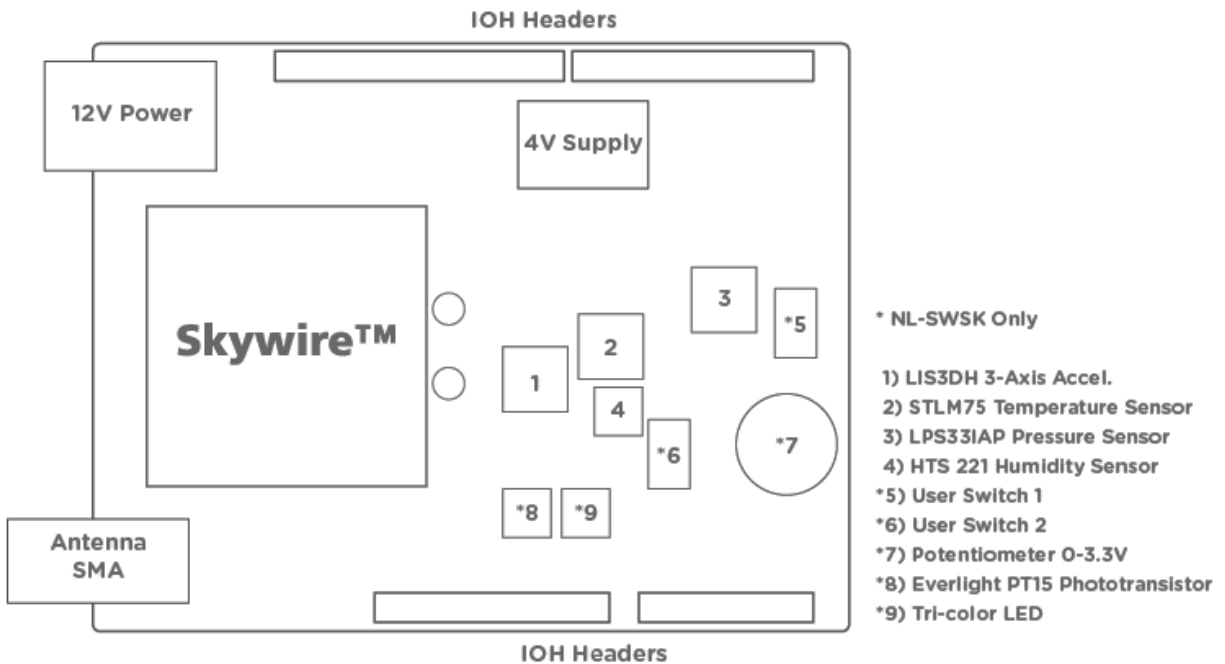 IOH Headers
12V Power
4V Supply
Skywire™
3
*5
2
1
4
*6
*7
*8
*9
Antenna
SMA
IOH Headers
* NL-SWSK Only
1) LIS3DH 3-Axis Accel.
2) STLM75 Temperature Sensor
3) LPS33IAP Pressure Sensor
4) HTS 221 Humidity Sensor
*5) User Switch 1
*6) User Switch 2
*7) Potentiometer 0-3.3V
*8) Everlight PT15 Phototransistor
*9) Tri-color LED